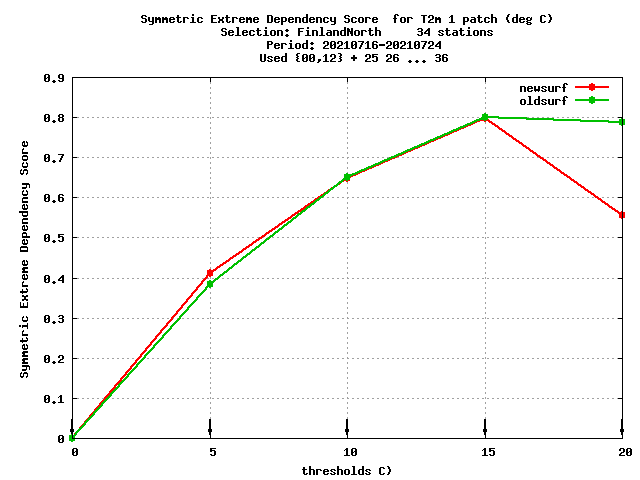 Symmetric Extreme Dependency Score  for T2m 1 patch (deg C)
Selection: FinlandNorth     34 stations
Period: 20210716-20210724
Used {00,12} + 25 26 ... 36
newsurf
oldsurf
Symmetric Extreme Dependency Score
0.9
0.8
0.7
0.6
0.5
0.4
0.3
0.2
0.1
0
0 5 10 15 20
thresholds C)